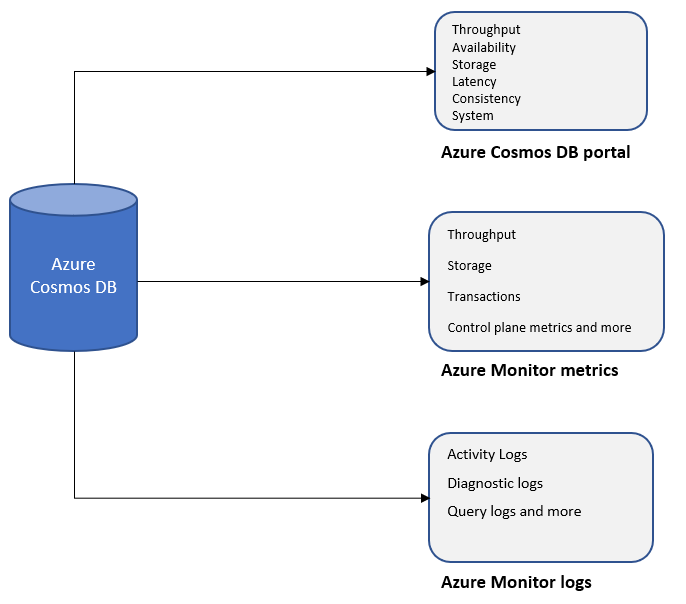 Throughput
Availability
Storage
Latency
Consistency
System
Azure Cosmos DB portal
Azure
Cosmos DB
Throughput
Storage
Transactions
Control plane metrics and more
Azure Monitor metrics
Activity Logs
Diagnostic logs
Query logs and more
Azure Monitor logs